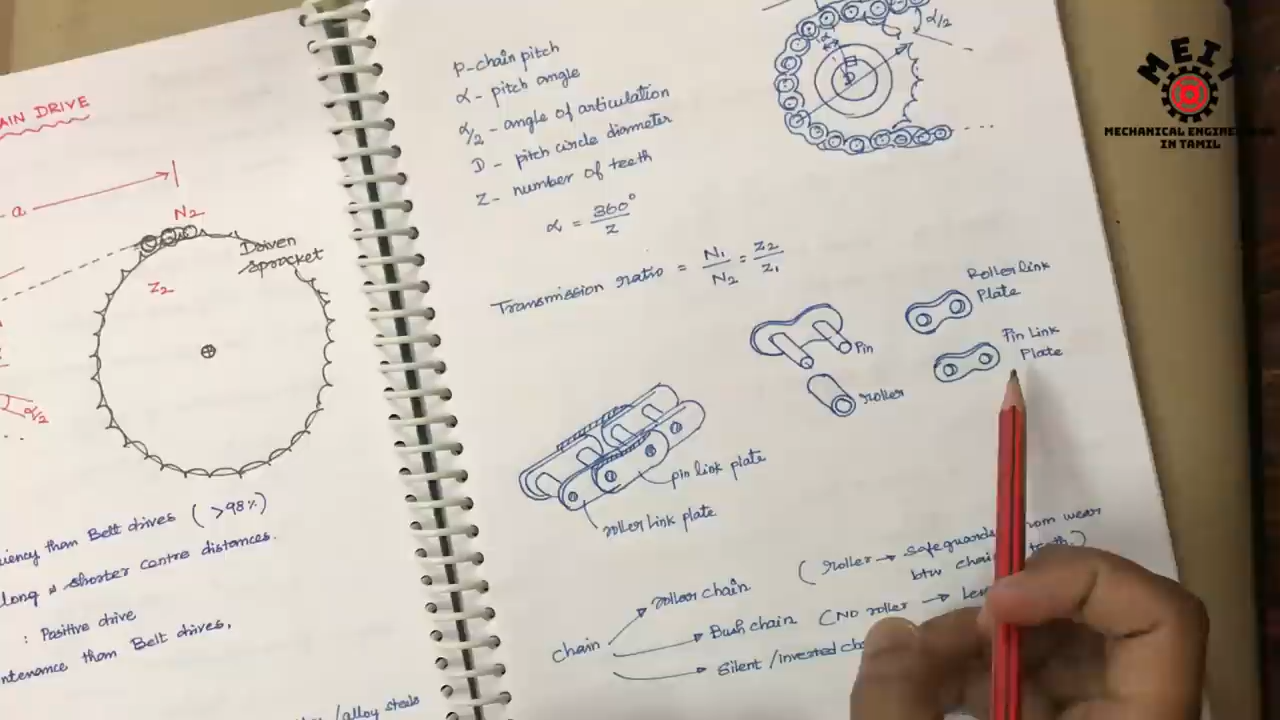 AIN DRIVE
a
N2
Driven
sprocket
Z2
α/2
(>98%)
than Belt drives
long & shorter centre distances.
: Positive drive
than Belt drives,
/alloy steels
P-chain pitch
α - pitch angle
α/2 - angle of articulation
D - pitch circle diameter
Z - number of teeth
α = 360°/Z
Transmission ratio = N1/N2 = Z2/Z1
α/2
α
D
Pin
roller
Roller link
Plate
Pin Link
Plate
pin link plate
roller link plate
chain
roller chain
(roller → safeguards from wear
btw chain teeth)
Bush chain (NO roller →
Silent /inverted
MEIT
MECHANICAL ENGINEERING
IN TAMIL